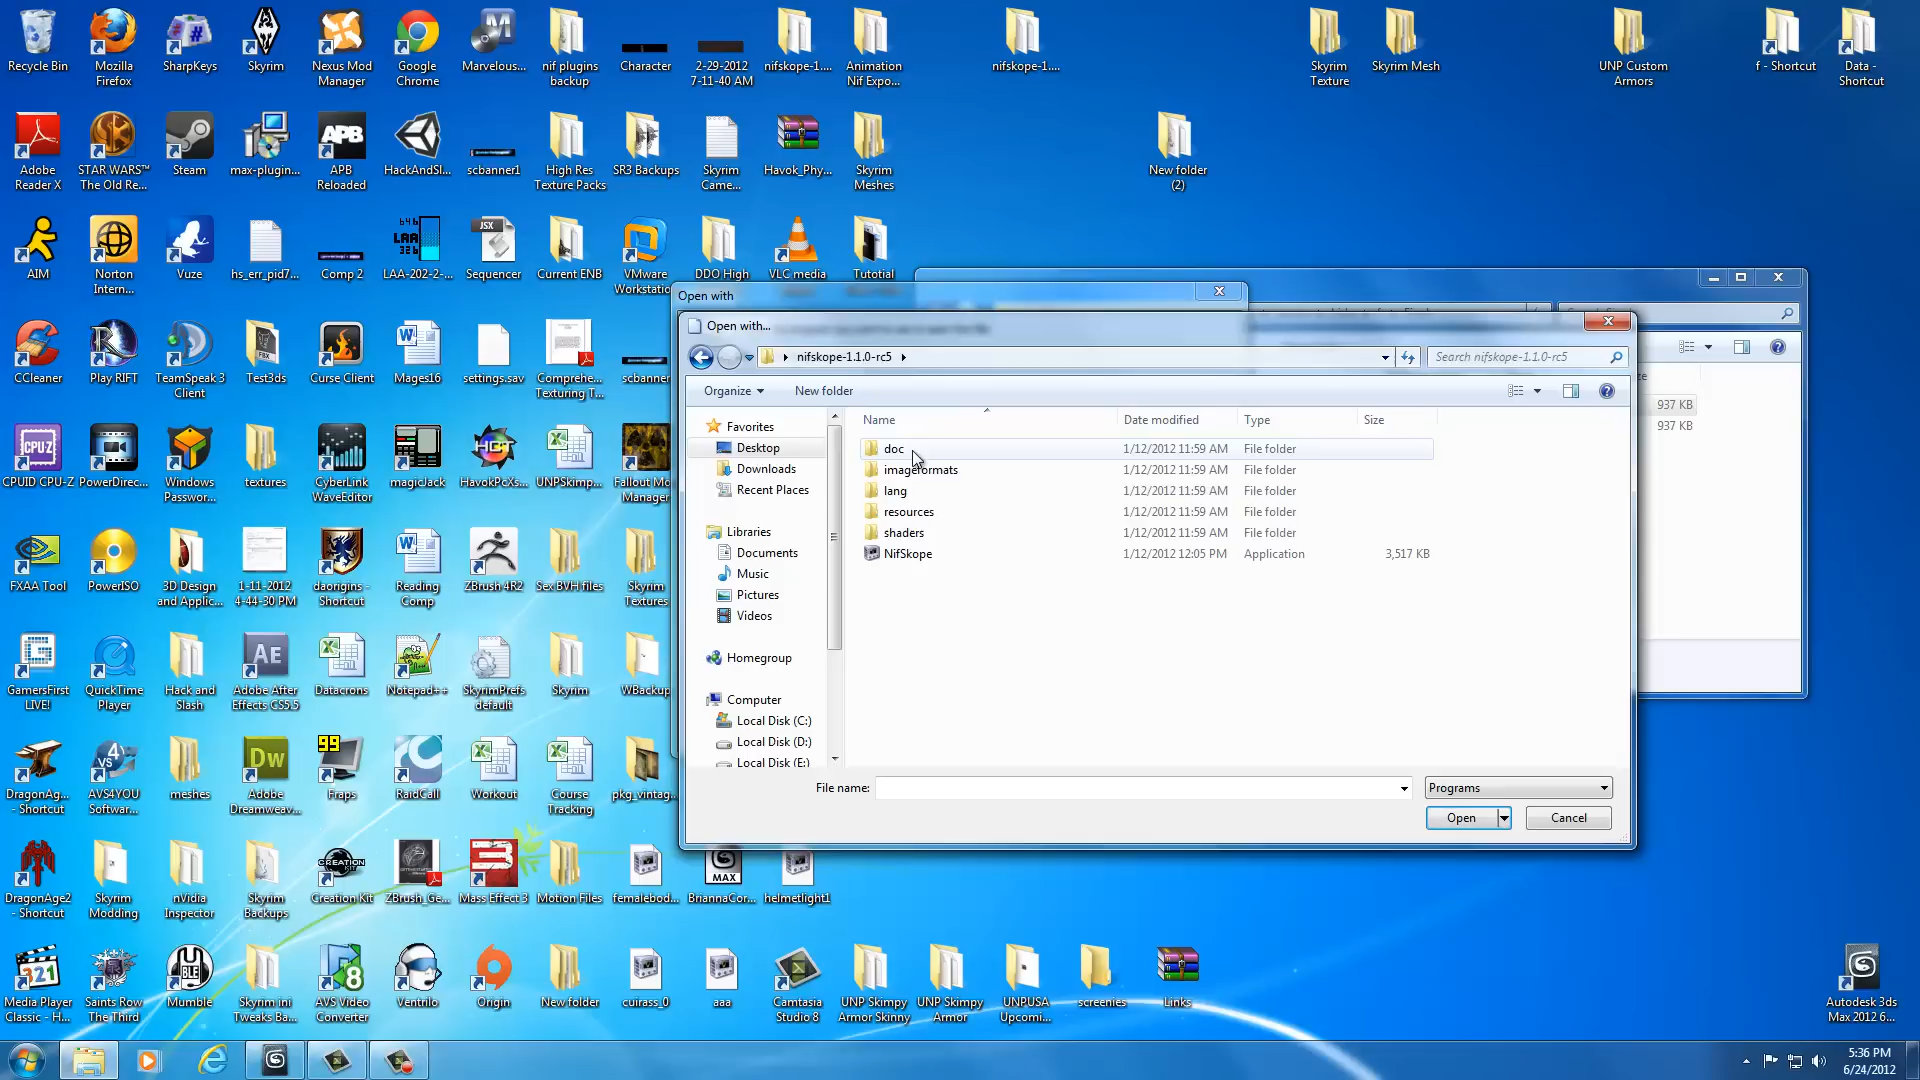 Recycle Bin
Mozilla
Firefox
SharpKeys
Skyrim
Nexus Mod
Manager
Google
Chrome
Marvelous...
nif plugins
backup
Character
2-29-2012
7-11-40 AM
nifskope-1....
Animation
Nif Expo...
nifskope-1....
Skyrim
Texture
Skyrim Mesh
UNP Custom
Armors
f - Shortcut
Data -
Shortcut
Adobe
Reader X
STAR WARS™
The Old Re...
Steam
max-plugin...
APB
Reloaded
HackAndSl...
scbanner1
High Res
Texture Packs
SR3 Backups
Skyrim
Came...
Havok_Phy...
Skyrim
Meshes
New folder
(2)
AIM
Norton
Intern...
Vuze
hs_err_pid7...
Comp 2
LAA-202-2-...
Sequencer
Current ENB
VMware
Workstatio
DDO High
VLC media
Tutotial
CCleaner
Play RIFT
TeamSpeak 3
Client
Test3ds
Curse Client
Mages16
settings.sav
Comprehe...
Texturing T...
scbanner
CPUID CPU-Z
PowerDirec...
Windows
Passwor...
textures
CyberLink
WaveEditor
magicJack
HavokPcXs...
UNPSkimp...
Fallout Mo
Manager
FXAA Tool
PowerISO
3D Design
and Applic...
1-11-2012
4-44-30 PM
daorigins -
Shortcut
Reading
Comp
ZBrush 4R2
Sex BVH files
Skyrim
Textures
GamersFirst
LIVE!
QuickTime
Player
Hack and
Slash
Adobe After
Effects CS5.5
Datacrons
Notepad++
SkyrimPrefs
default
Skyrim
WBackup
DragonAg...
- Shortcut
AVS4YOU
Softwar...
meshes
Adobe
Dreamweav...
Fraps
RaidCall
Workout
Course
Tracking
pkg_vintag
DragonAge2
- Shortcut
Skyrim
Modding
nVidia
Inspector
Skyrim
Backups
Creation Kit
ZBrush_Ge...
Mass Effect 3
Motion Files
femalebod...
BriannaCor...
helmetlight1
Media Player
Classic - H...
Saints Row
The Third
Mumble
Skyrim ini
Tweaks Ba...
AVS Video
Converter
Ventrilo
Origin
New folder
cuirass_0
aaa
Camtasia
Studio 8
UNP Skimpy
Armor Skinny
UNP Skimpy
Armor
UNPUSA
Upcomi...
screenies
Links
Autodesk 3ds
Max 2012 6...
Open with
Open with...
nifskope-1.1.0-rc5
Search nifskope-1.1.0-rc5
Organize
New folder
Name
Date modified
Type
Size
Favorites
Desktop
Downloads
Recent Places
Libraries
Documents
Music
Pictures
Videos
Homegroup
Computer
Local Disk (C:)
Local Disk (D:)
Local Disk (E:)
doc 1/12/2012 11:59 AM File folder
imageformats 1/12/2012 11:59 AM File folder
lang 1/12/2012 11:59 AM File folder
resources 1/12/2012 11:59 AM File folder
shaders 1/12/2012 11:59 AM File folder
NifSkope 1/12/2012 12:05 PM Application 3,517 KB
File name:
Programs
Open
Cancel
937 KB
937 KB
5:36 PM
6/24/2012